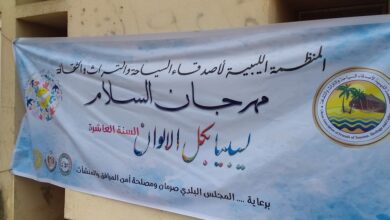 المنظمة الليبية لأصدقاء السياحة والتراث والثقافة
مهرجان السلام
ليبيا بكل الألوان
السنة العاشرة
برعاية .... المجلس البلدي صرمان ومصلحة أمن المرافق والمنشآت